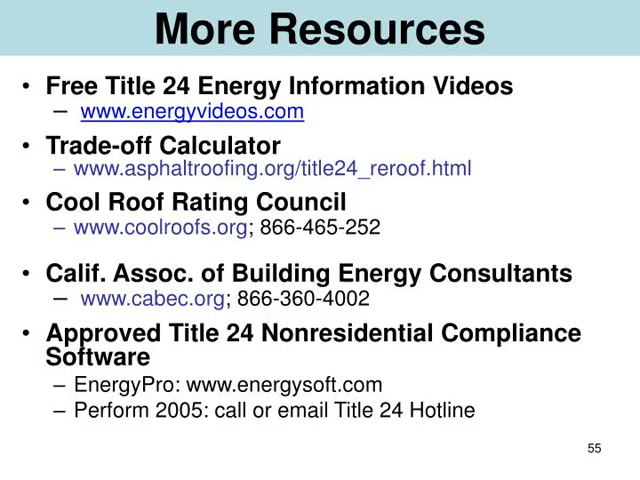 More Resources
• Free Title 24 Energy Information Videos
– www.energyvideos.com
• Trade-off Calculator
– www.asphaltroofing.org/title24_reroof.html
• Cool Roof Rating Council
– www.coolroofs.org; 866-465-252
• Calif. Assoc. of Building Energy Consultants
– www.cabec.org; 866-360-4002
• Approved Title 24 Nonresidential Compliance
Software
– EnergyPro: www.energysoft.com
– Perform 2005: call or email Title 24 Hotline
55